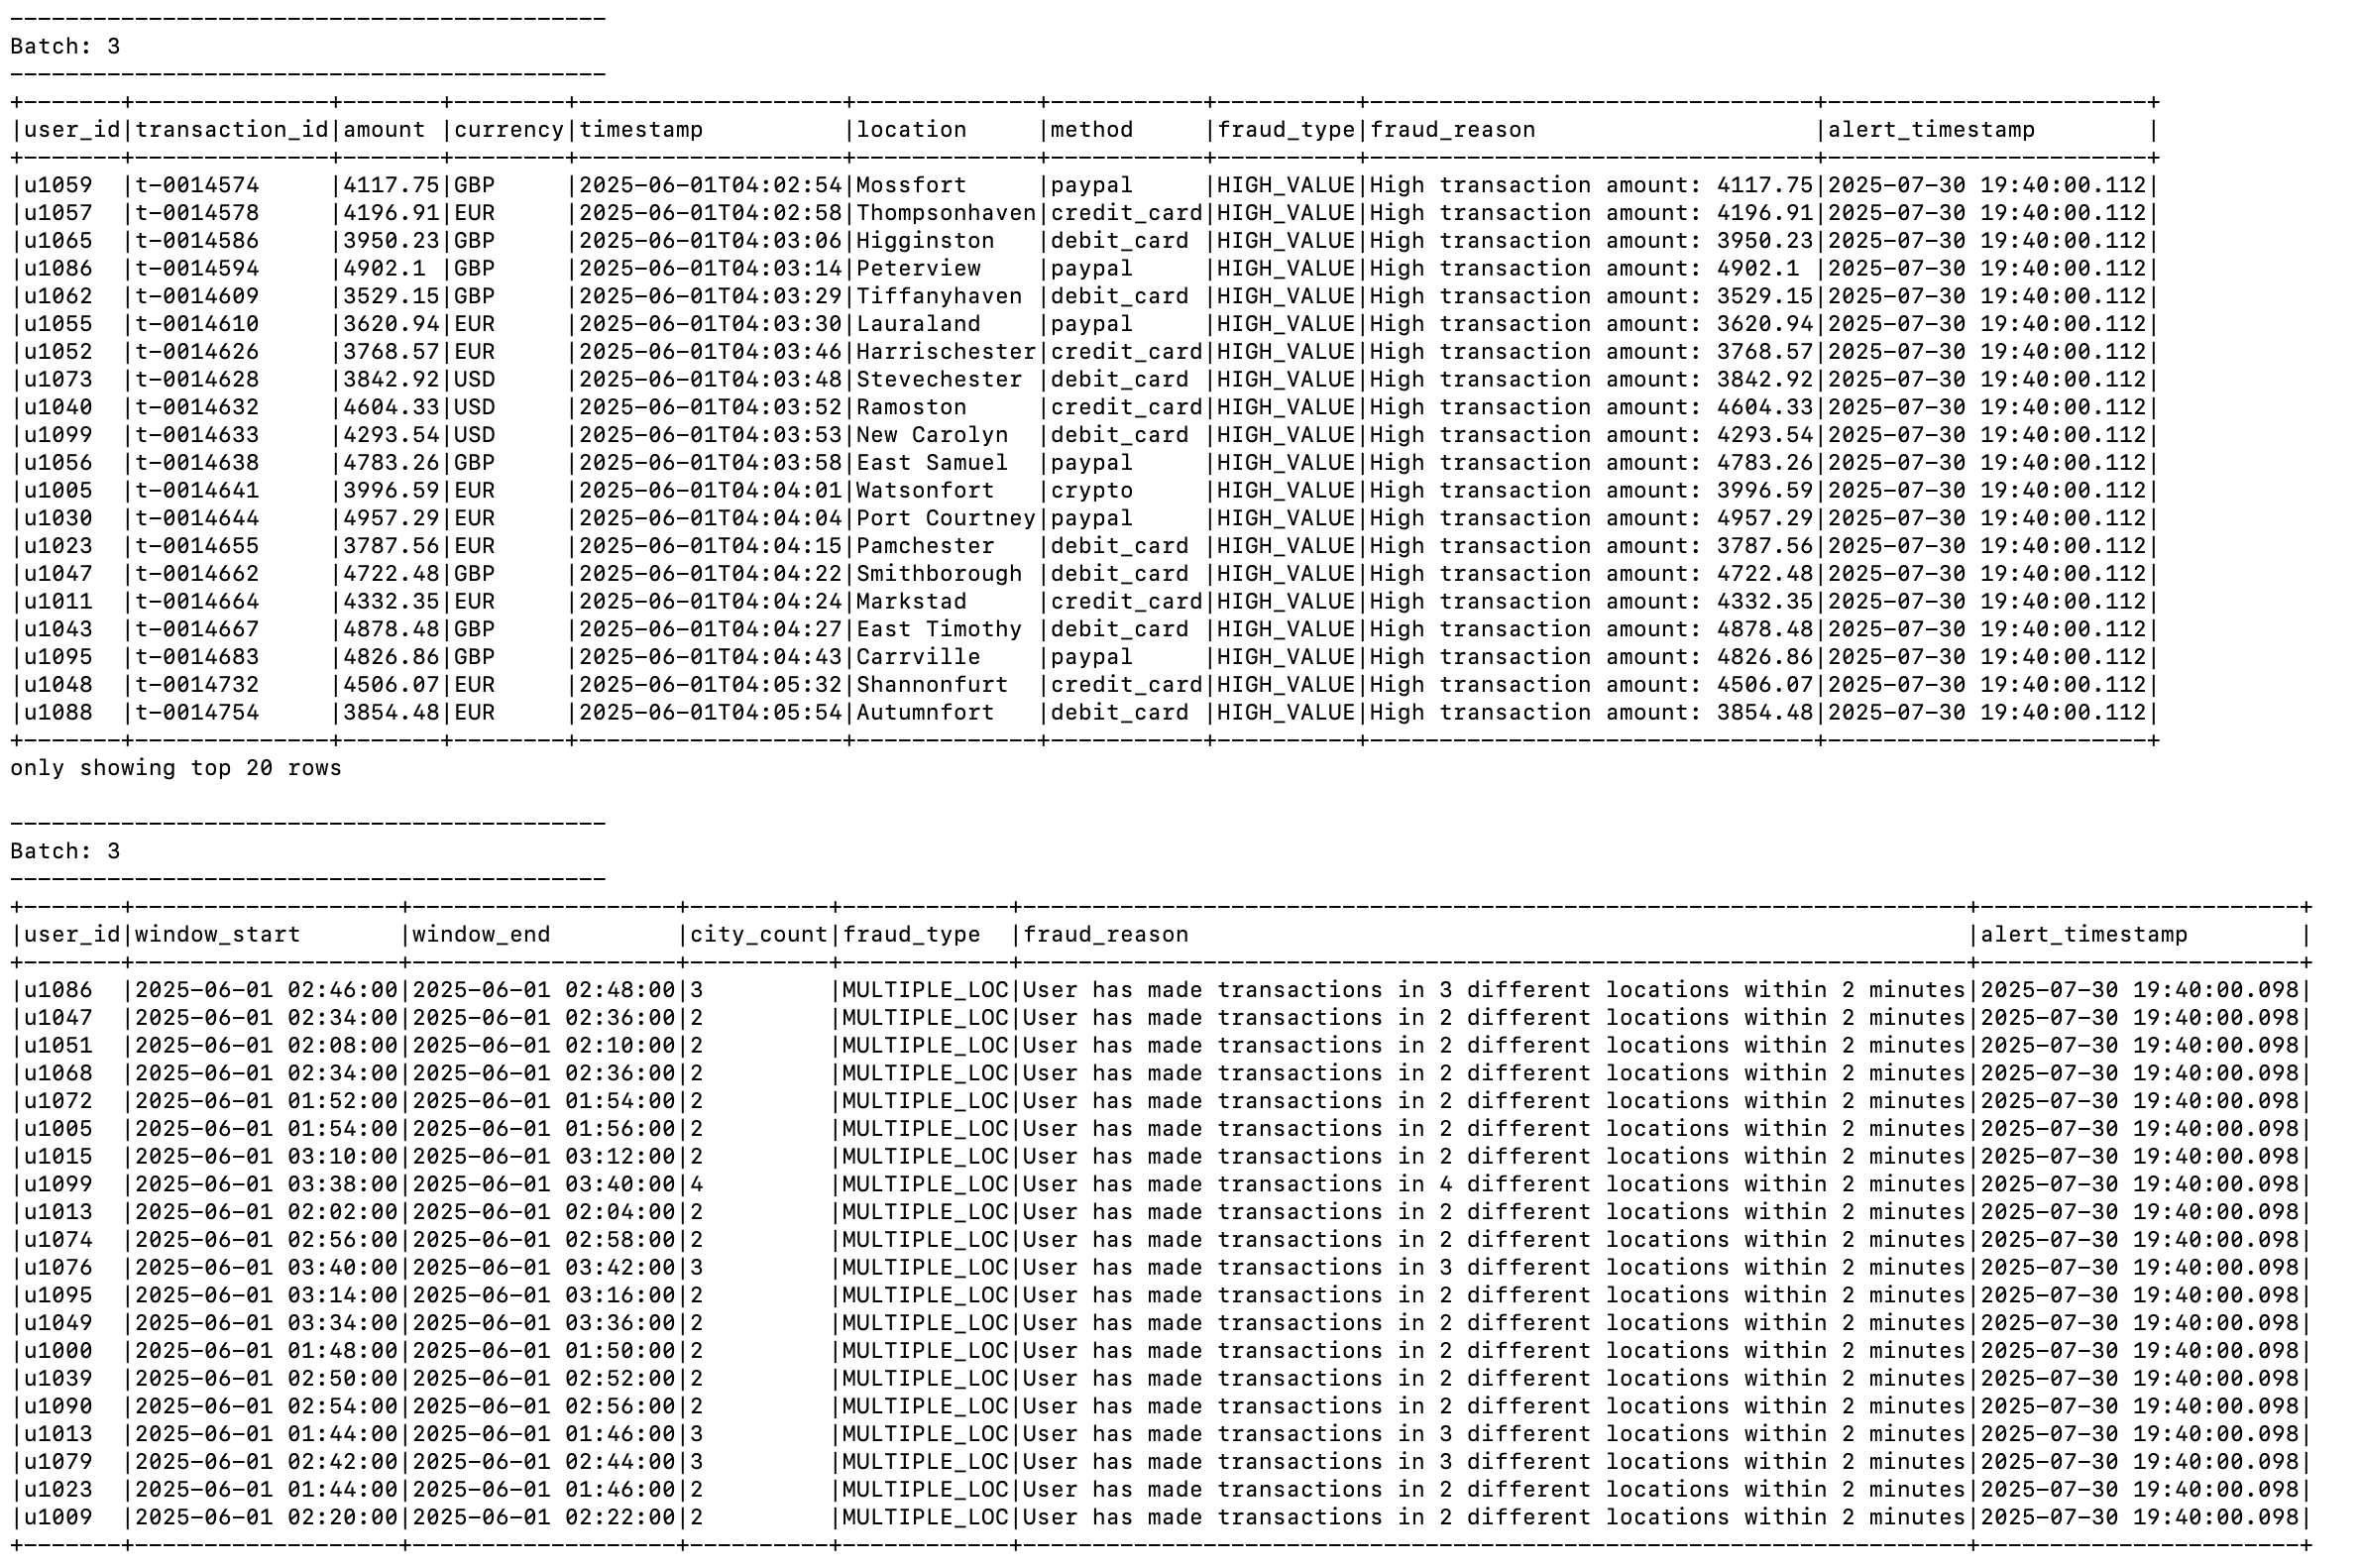 -------------------------------------------
Batch: 3
-------------------------------------------
+-------+--------------+-------+--------+-------------------+-------------+-----------+----------+--------------------------------+-----------------------+
|user_id|transaction_id|amount |currency|timestamp          |location     |method     |fraud_type|fraud_reason                    |alert_timestamp        |
+-------+--------------+-------+--------+-------------------+-------------+-----------+----------+--------------------------------+-----------------------+
|u1059  |t-0014574     |4117.75|GBP     |2025-06-01T04:02:54|Mossfort     |paypal     |HIGH_VALUE|High transaction amount: 4117.75|2025-07-30 19:40:00.112|
|u1057  |t-0014578     |4196.91|EUR     |2025-06-01T04:02:58|Thompsonhaven|credit_card|HIGH_VALUE|High transaction amount: 4196.91|2025-07-30 19:40:00.112|
|u1065  |t-0014586     |3950.23|GBP     |2025-06-01T04:03:06|Higginston   |debit_card |HIGH_VALUE|High transaction amount: 3950.23|2025-07-30 19:40:00.112|
|u1086  |t-0014594     |4902.1 |GBP     |2025-06-01T04:03:14|Peterview    |paypal     |HIGH_VALUE|High transaction amount: 4902.1 |2025-07-30 19:40:00.112|
|u1062  |t-0014609     |3529.15|GBP     |2025-06-01T04:03:29|Tiffanyhaven |debit_card |HIGH_VALUE|High transaction amount: 3529.15|2025-07-30 19:40:00.112|
|u1055  |t-0014610     |3620.94|EUR     |2025-06-01T04:03:30|Lauraland    |paypal     |HIGH_VALUE|High transaction amount: 3620.94|2025-07-30 19:40:00.112|
|u1052  |t-0014626     |3768.57|EUR     |2025-06-01T04:03:46|Harrischester|credit_card|HIGH_VALUE|High transaction amount: 3768.57|2025-07-30 19:40:00.112|
|u1073  |t-0014628     |3842.92|USD     |2025-06-01T04:03:48|Stevechester |debit_card |HIGH_VALUE|High transaction amount: 3842.92|2025-07-30 19:40:00.112|
|u1040  |t-0014632     |4604.33|USD     |2025-06-01T04:03:52|Ramoston     |credit_card|HIGH_VALUE|High transaction amount: 4604.33|2025-07-30 19:40:00.112|
|u1099  |t-0014633     |4293.54|USD     |2025-06-01T04:03:53|New Carolyn  |debit_card |HIGH_VALUE|High transaction amount: 4293.54|2025-07-30 19:40:00.112|
|u1056  |t-0014638     |4783.26|GBP     |2025-06-01T04:03:58|East Samuel  |paypal     |HIGH_VALUE|High transaction amount: 4783.26|2025-07-30 19:40:00.112|
|u1005  |t-0014641     |3996.59|EUR     |2025-06-01T04:04:01|Watsonfort   |crypto     |HIGH_VALUE|High transaction amount: 3996.59|2025-07-30 19:40:00.112|
|u1030  |t-0014644     |4957.29|EUR     |2025-06-01T04:04:04|Port Courtney|paypal     |HIGH_VALUE|High transaction amount: 4957.29|2025-07-30 19:40:00.112|
|u1023  |t-0014655     |3787.56|EUR     |2025-06-01T04:04:15|Pamchester   |debit_card |HIGH_VALUE|High transaction amount: 3787.56|2025-07-30 19:40:00.112|
|u1047  |t-0014662     |4722.48|GBP     |2025-06-01T04:04:22|Smithborough |debit_card |HIGH_VALUE|High transaction amount: 4722.48|2025-07-30 19:40:00.112|
|u1011  |t-0014664     |4332.35|EUR     |2025-06-01T04:04:24|Markstad     |credit_card|HIGH_VALUE|High transaction amount: 4332.35|2025-07-30 19:40:00.112|
|u1043  |t-0014667     |4878.48|GBP     |2025-06-01T04:04:27|East Timothy |debit_card |HIGH_VALUE|High transaction amount: 4878.48|2025-07-30 19:40:00.112|
|u1095  |t-0014683     |4826.86|GBP     |2025-06-01T04:04:43|Carrville    |paypal     |HIGH_VALUE|High transaction amount: 4826.86|2025-07-30 19:40:00.112|
|u1048  |t-0014732     |4506.07|EUR     |2025-06-01T04:05:32|Shannonfurt  |credit_card|HIGH_VALUE|High transaction amount: 4506.07|2025-07-30 19:40:00.112|
|u1088  |t-0014754     |3854.48|EUR     |2025-06-01T04:05:54|Autumnfort   |debit_card |HIGH_VALUE|High transaction amount: 3854.48|2025-07-30 19:40:00.112|
+-------+--------------+-------+--------+-------------------+-------------+-----------+----------+--------------------------------+-----------------------+
only showing top 20 rows

-------------------------------------------
Batch: 3
-------------------------------------------
+-------+-------------------+-------------------+----------+------------+--------------------------------------------------------------------+-----------------------+
|user_id|window_start       |window_end         |city_count|fraud_type  |fraud_reason                                                        |alert_timestamp        |
+-------+-------------------+-------------------+----------+------------+--------------------------------------------------------------------+-----------------------+
|u1086  |2025-06-01 02:46:00|2025-06-01 02:48:00|3         |MULTIPLE_LOC|User has made transactions in 3 different locations within 2 minutes|2025-07-30 19:40:00.098|
|u1047  |2025-06-01 02:34:00|2025-06-01 02:36:00|2         |MULTIPLE_LOC|User has made transactions in 2 different locations within 2 minutes|2025-07-30 19:40:00.098|
|u1051  |2025-06-01 02:08:00|2025-06-01 02:10:00|2         |MULTIPLE_LOC|User has made transactions in 2 different locations within 2 minutes|2025-07-30 19:40:00.098|
|u1068  |2025-06-01 02:34:00|2025-06-01 02:36:00|2         |MULTIPLE_LOC|User has made transactions in 2 different locations within 2 minutes|2025-07-30 19:40:00.098|
|u1072  |2025-06-01 01:52:00|2025-06-01 01:54:00|2         |MULTIPLE_LOC|User has made transactions in 2 different locations within 2 minutes|2025-07-30 19:40:00.098|
|u1005  |2025-06-01 01:54:00|2025-06-01 01:56:00|2         |MULTIPLE_LOC|User has made transactions in 2 different locations within 2 minutes|2025-07-30 19:40:00.098|
|u1015  |2025-06-01 03:10:00|2025-06-01 03:12:00|2         |MULTIPLE_LOC|User has made transactions in 2 different locations within 2 minutes|2025-07-30 19:40:00.098|
|u1099  |2025-06-01 03:38:00|2025-06-01 03:40:00|4         |MULTIPLE_LOC|User has made transactions in 4 different locations within 2 minutes|2025-07-30 19:40:00.098|
|u1013  |2025-06-01 02:02:00|2025-06-01 02:04:00|2         |MULTIPLE_LOC|User has made transactions in 2 different locations within 2 minutes|2025-07-30 19:40:00.098|
|u1074  |2025-06-01 02:56:00|2025-06-01 02:58:00|2         |MULTIPLE_LOC|User has made transactions in 2 different locations within 2 minutes|2025-07-30 19:40:00.098|
|u1076  |2025-06-01 03:40:00|2025-06-01 03:42:00|3         |MULTIPLE_LOC|User has made transactions in 3 different locations within 2 minutes|2025-07-30 19:40:00.098|
|u1095  |2025-06-01 03:14:00|2025-06-01 03:16:00|2         |MULTIPLE_LOC|User has made transactions in 2 different locations within 2 minutes|2025-07-30 19:40:00.098|
|u1049  |2025-06-01 03:34:00|2025-06-01 03:36:00|2         |MULTIPLE_LOC|User has made transactions in 2 different locations within 2 minutes|2025-07-30 19:40:00.098|
|u1000  |2025-06-01 01:48:00|2025-06-01 01:50:00|2         |MULTIPLE_LOC|User has made transactions in 2 different locations within 2 minutes|2025-07-30 19:40:00.098|
|u1039  |2025-06-01 02:50:00|2025-06-01 02:52:00|2         |MULTIPLE_LOC|User has made transactions in 2 different locations within 2 minutes|2025-07-30 19:40:00.098|
|u1090  |2025-06-01 02:54:00|2025-06-01 02:56:00|2         |MULTIPLE_LOC|User has made transactions in 2 different locations within 2 minutes|2025-07-30 19:40:00.098|
|u1013  |2025-06-01 01:44:00|2025-06-01 01:46:00|3         |MULTIPLE_LOC|User has made transactions in 3 different locations within 2 minutes|2025-07-30 19:40:00.098|
|u1079  |2025-06-01 02:42:00|2025-06-01 02:44:00|3         |MULTIPLE_LOC|User has made transactions in 3 different locations within 2 minutes|2025-07-30 19:40:00.098|
|u1023  |2025-06-01 01:44:00|2025-06-01 01:46:00|2         |MULTIPLE_LOC|User has made transactions in 2 different locations within 2 minutes|2025-07-30 19:40:00.098|
|u1009  |2025-06-01 02:20:00|2025-06-01 02:22:00|2         |MULTIPLE_LOC|User has made transactions in 2 different locations within 2 minutes|2025-07-30 19:40:00.098|
+-------+-------------------+-------------------+----------+------------+--------------------------------------------------------------------+-----------------------+